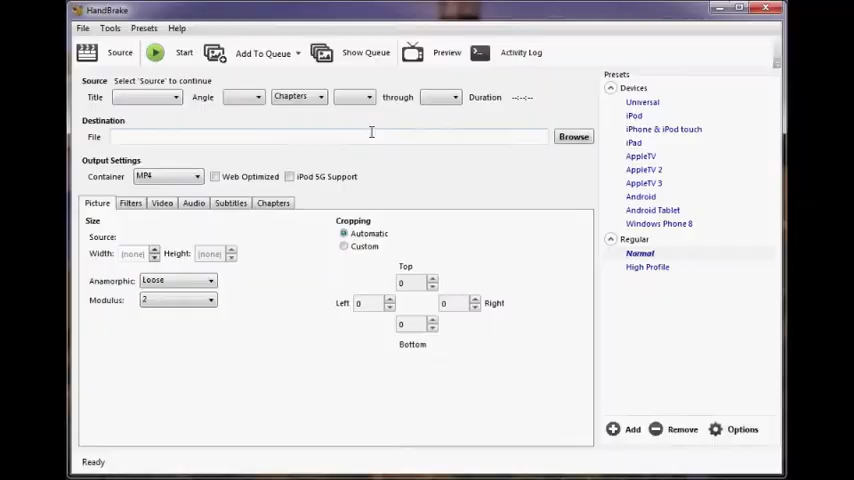 HandBrake
File Tools Presets Help
Source Start Add To Queue Show Queue Preview Activity Log
Source Select 'Source' to continue
Title Angle Chapters through Duration --:--:--
Destination
File Browse
Output Settings
Container MP4 Web Optimized iPod 5G Support
Picture Filters Video Audio Subtitles Chapters
Size
Source:
Width: (none) Height: (none)
Anamorphic: Loose
Modulus: 2
Cropping
Automatic
Custom
Top
0
Left 0 0 Right
0
Bottom
Presets
Devices
Universal
iPod
iPhone & iPod touch
iPad
AppleTV
AppleTV 2
AppleTV 3
Android
Android Tablet
Windows Phone 8
Regular
Normal
High Profile
Add Remove Options
Ready